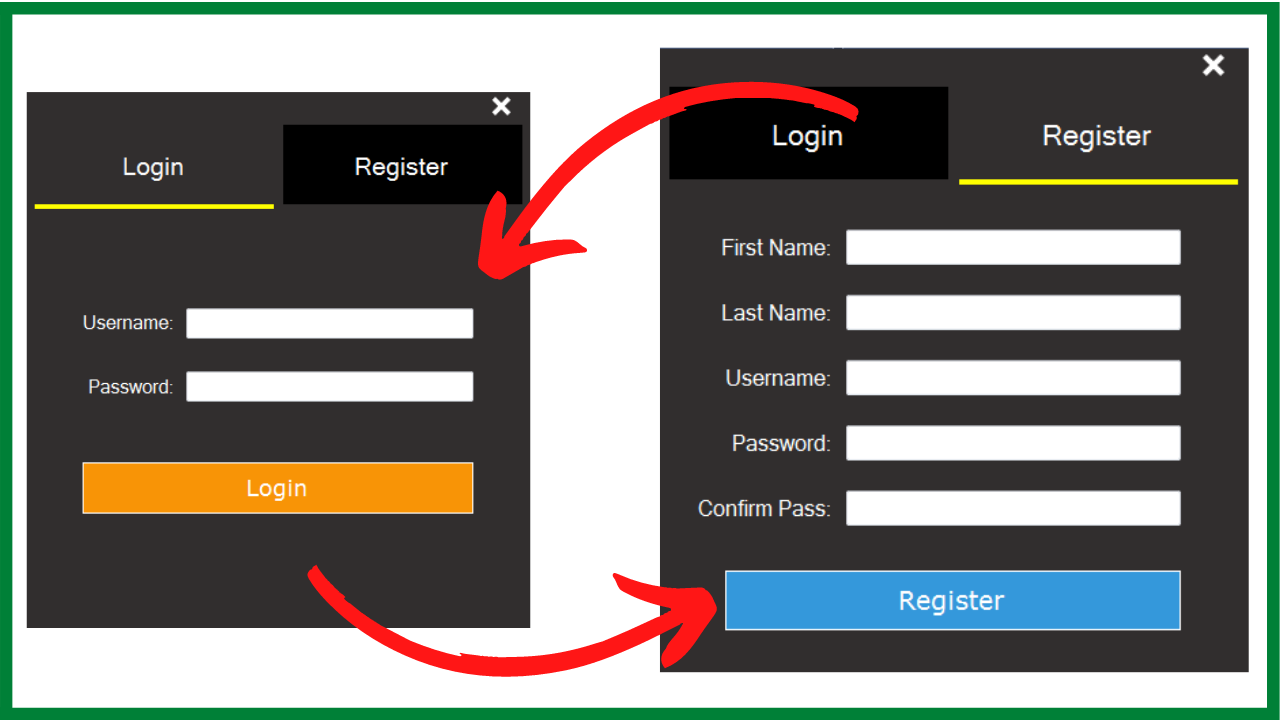 Login
Register
Username:
Password:
Login
Login
Register
First Name:
Last Name:
Username:
Password:
Confirm Pass:
Register